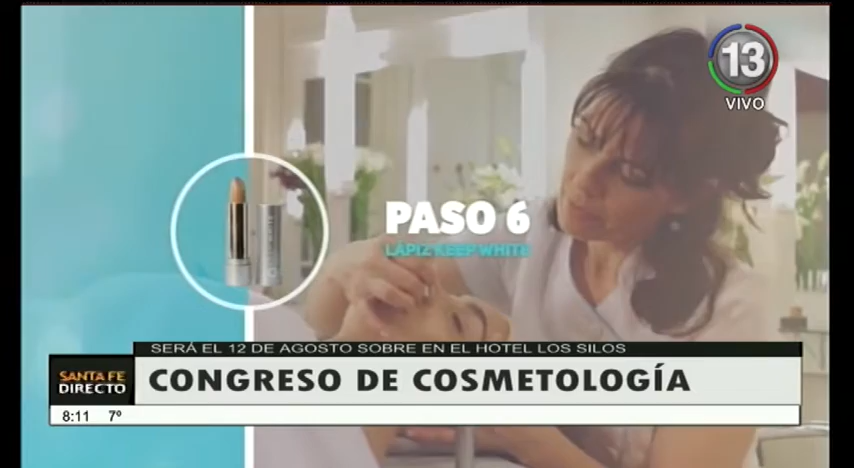 13
VIVO
PASO 6
LÁPIZ KEEP WHITE
SERÁ EL 12 DE AGOSTO SOBRE EN EL HOTEL LOS SILOS
SANTA FE
DIRECTO
CONGRESO DE COSMETOLOGÍA
8:11 7º